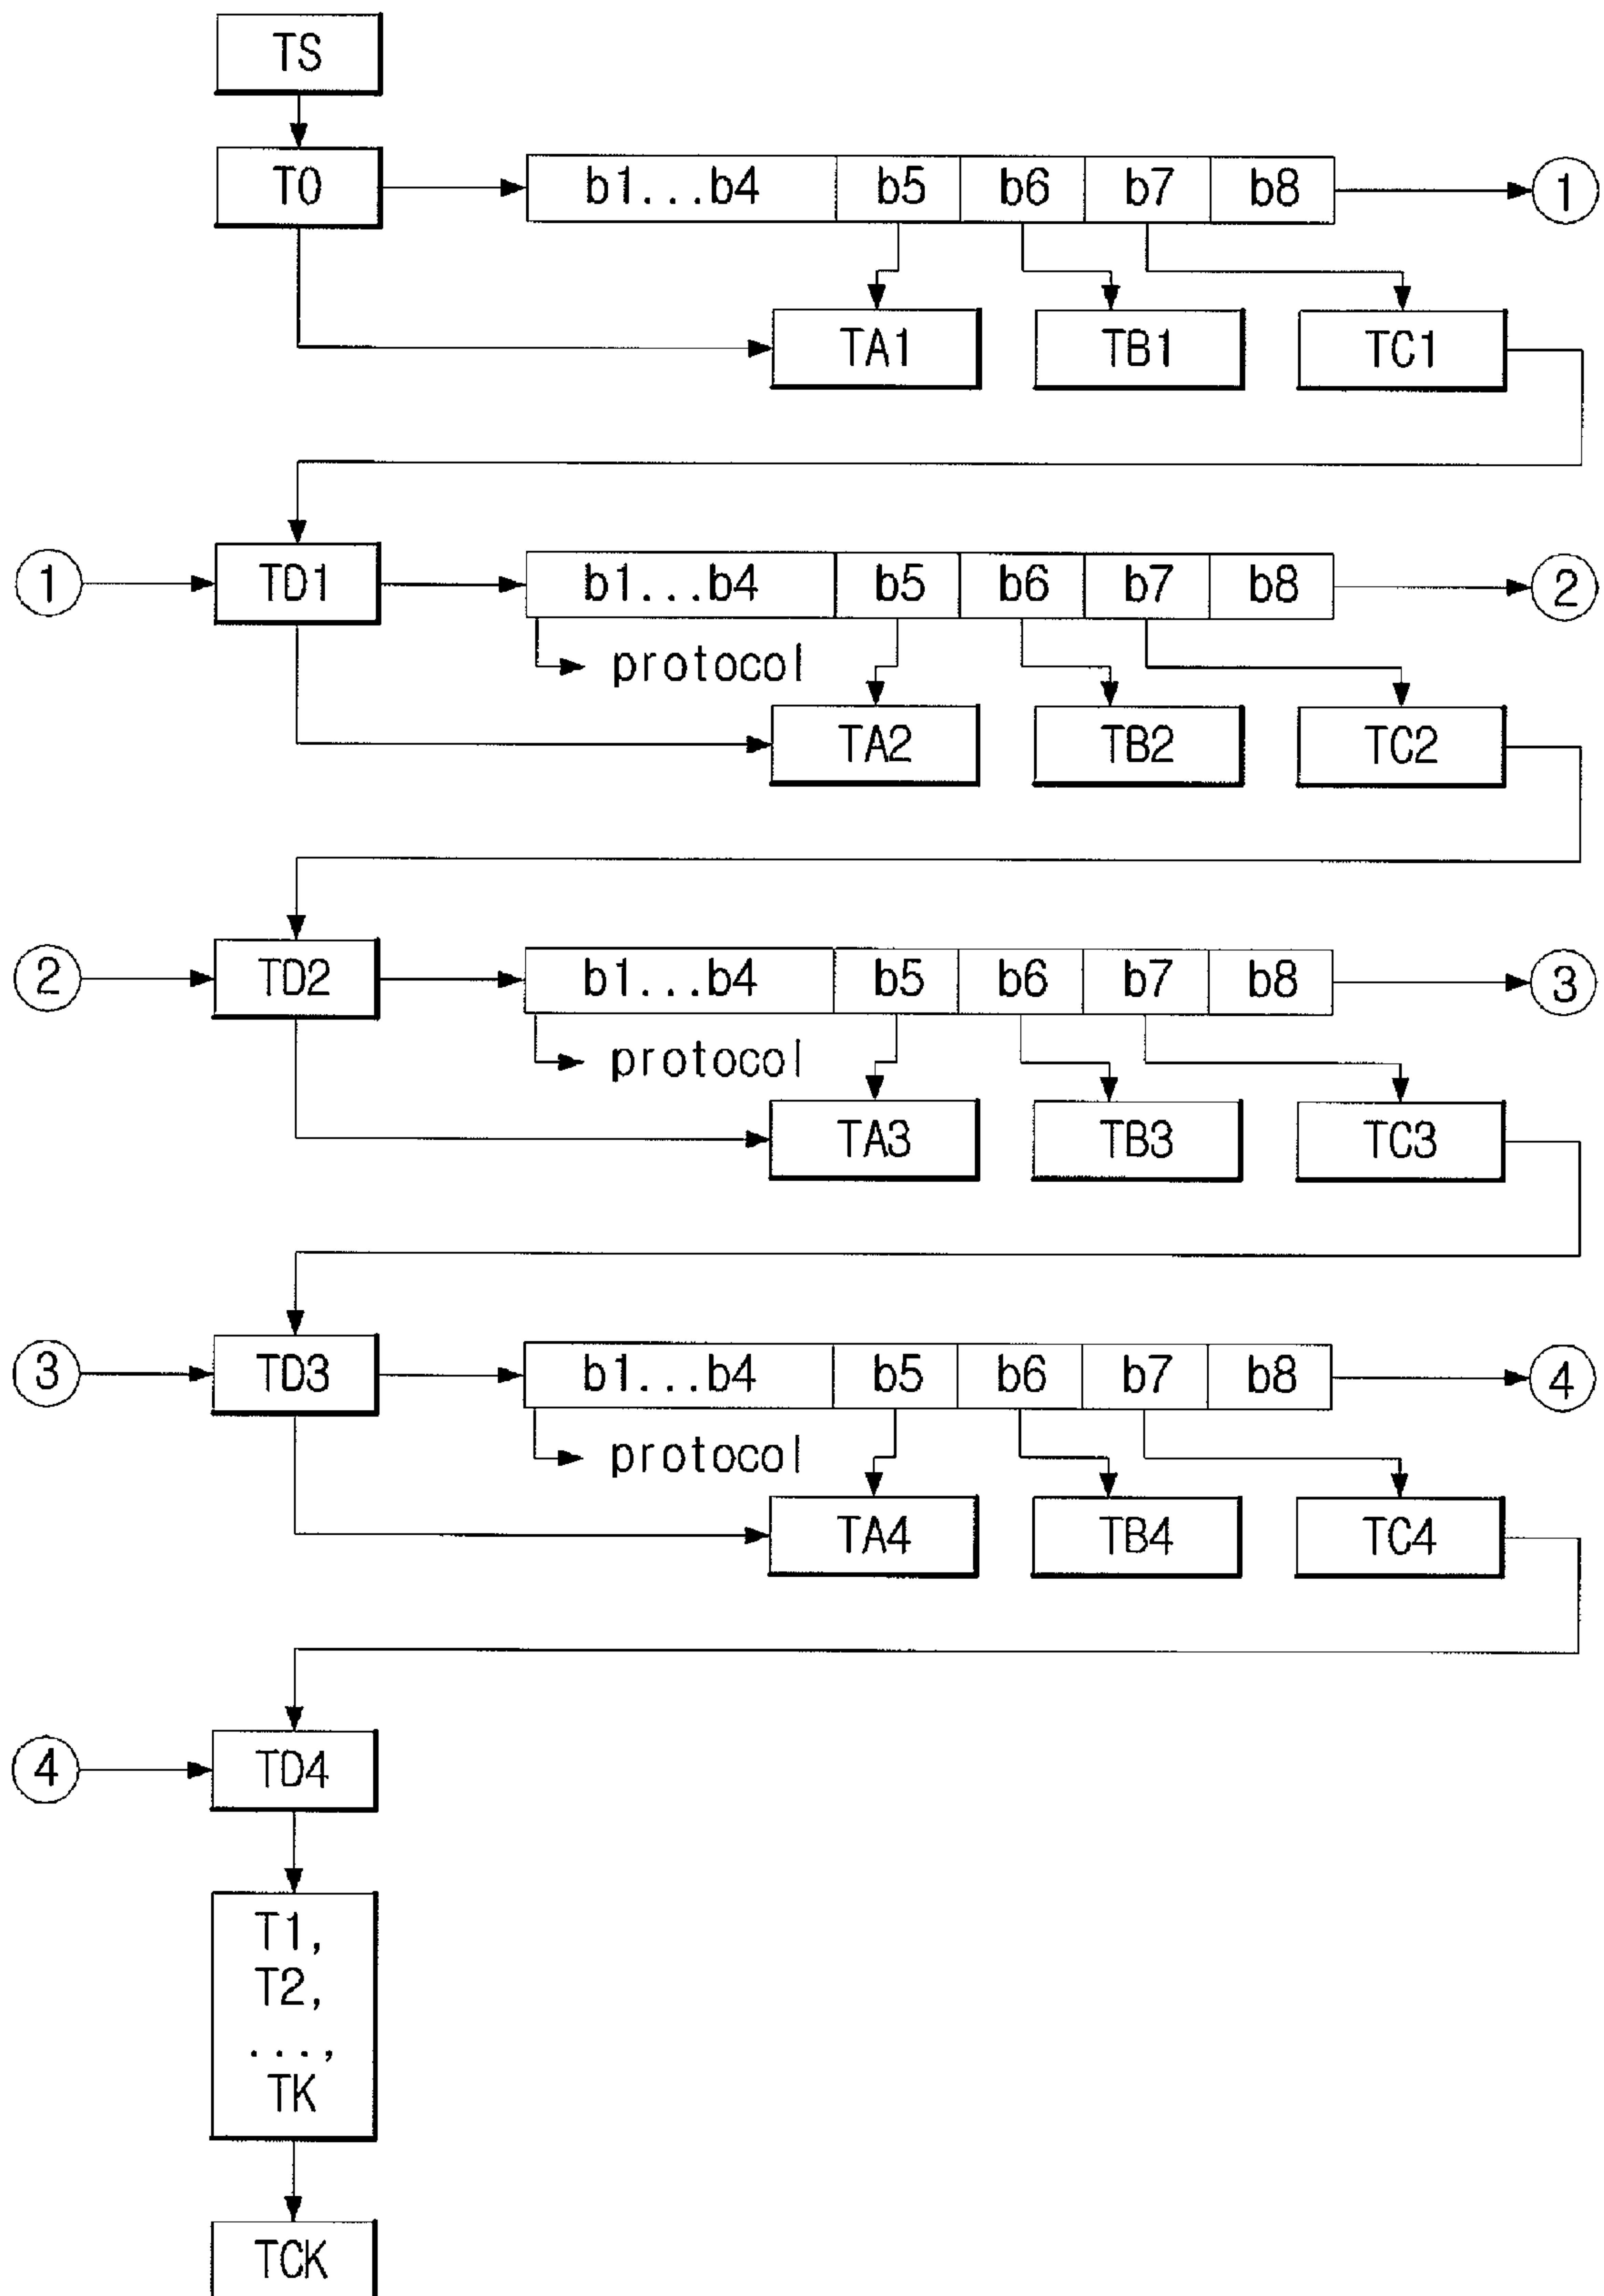 TS
T0 b1...b4 b5 b6 b7 b8 1
TA1 TB1 TC1
1 TD1 b1...b4 b5 b6 b7 b8 2
protocol
TA2 TB2 TC2
2 TD2 b1...b4 b5 b6 b7 b8 3
protocol
TA3 TB3 TC3
3 TD3 b1...b4 b5 b6 b7 b8 4
protocol
TA4 TB4 TC4
4 TD4
T1,
T2,
...,
TK
TCK